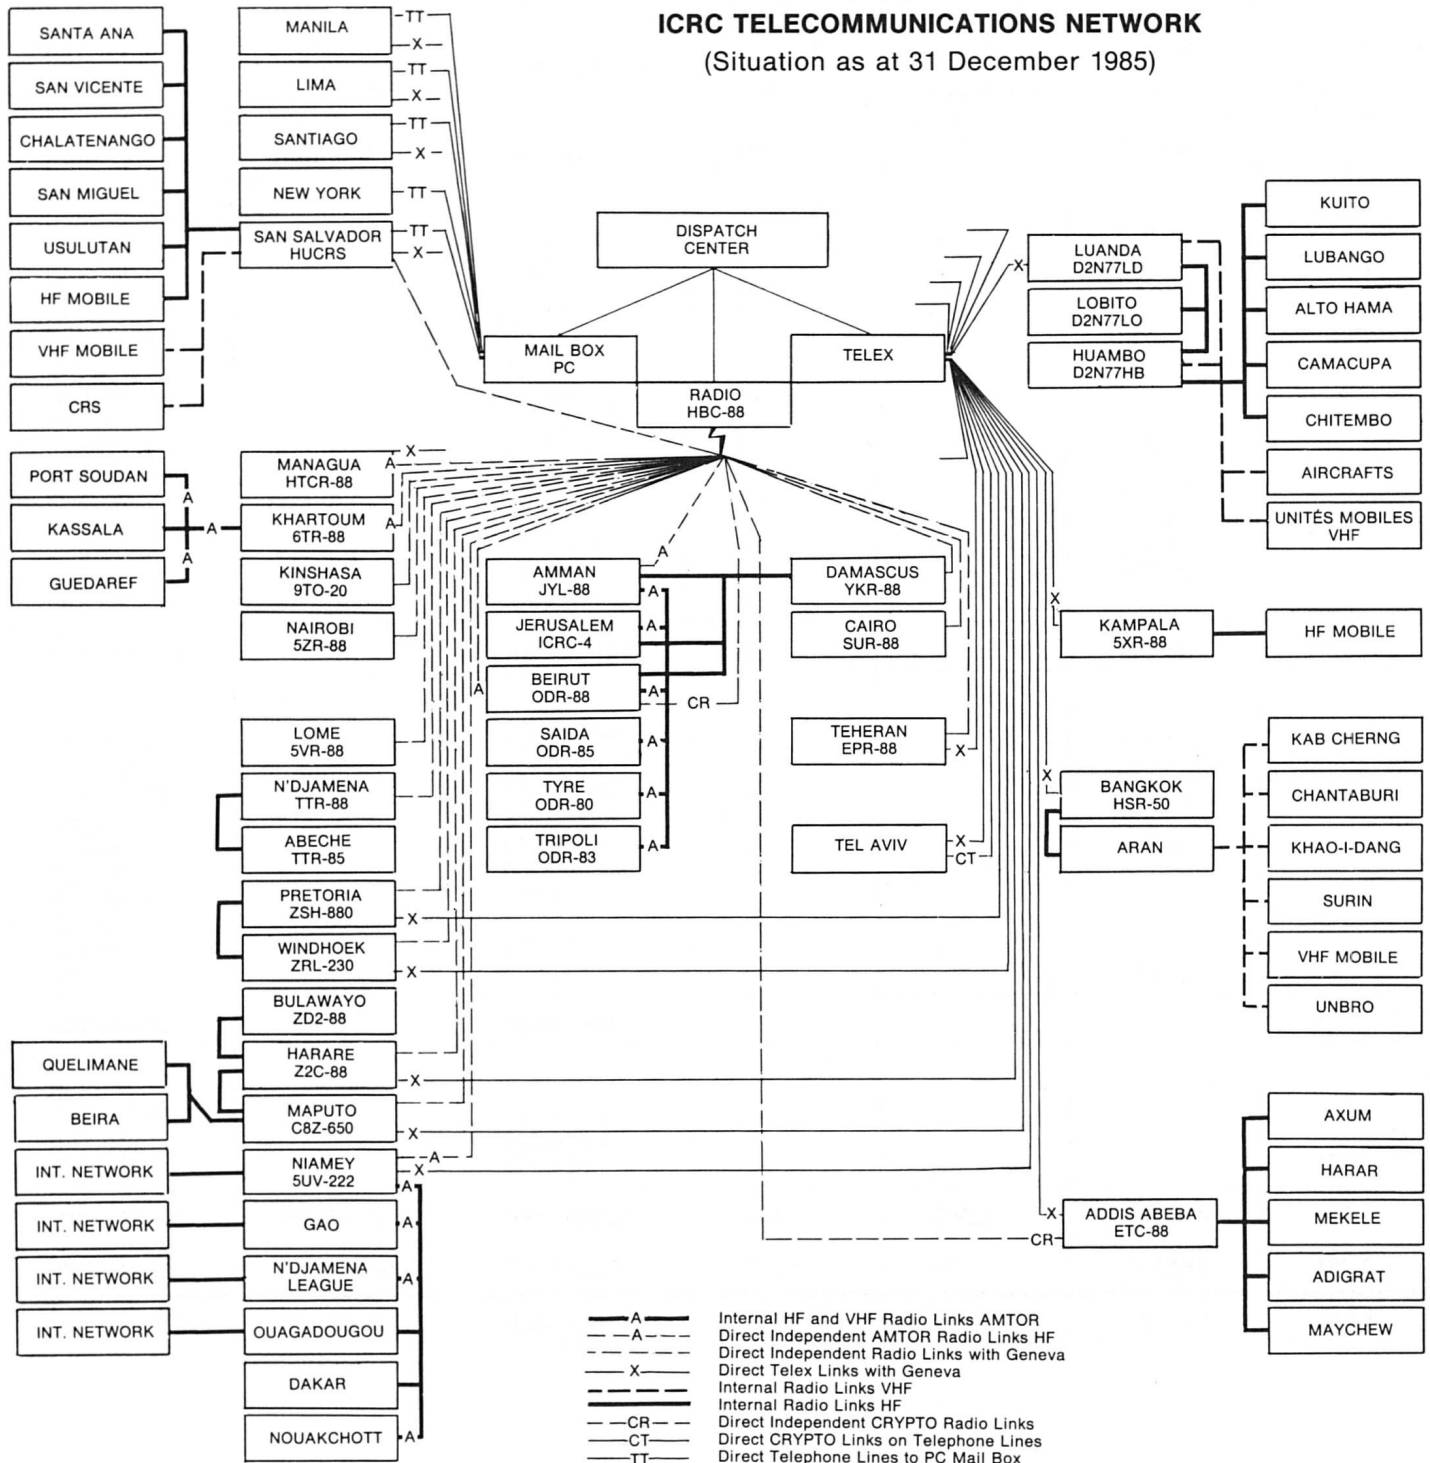 ICRC TELECOMMUNICATIONS NETWORK
(Situation as at 31 December 1985)
SANTA ANA
SAN VICENTE
CHALATENANGO
SAN MIGUEL
USULUTAN
HF MOBILE
VHF MOBILE
CRS
MANILA
TT
X
LIMA
TT
X
SANTIAGO
TT
X
NEW YORK
TT
SAN SALVADOR
HUCRS
TT
X
DISPATCH
CENTER
MAIL BOX
PC
TELEX
RADIO
HBC-88
X
LUANDA
D2N77LD
LOBITO
D2N77LO
HUAMBO
D2N77HB
KUITO
LUBANGO
ALTO HAMA
CAMACUPA
CHITEMBO
AIRCRAFTS
UNITÉS MOBILES
VHF
PORT SOUDAN
KASSALA
GUEDAREF
A
A
A
MANAGUA
HTCR-88
X
A
KHARTOUM
6TR-88
A
KINSHASA
9TO-20
NAIROBI
5ZR-88
LOME
5VR-88
N'DJAMENA
TTR-88
ABECHE
TTR-85
PRETORIA
ZSH-880
X
WINDHOEK
ZRL-230
X
BULAWAYO
ZD2-88
HARARE
Z2C-88
X
MAPUTO
C8Z-650
X
NIAMEY
5UV-222
A
X
A
GAO
A
N'DJAMENA
LEAGUE
A
OUAGADOUGOU
DAKAR
NOUAKCHOTT
A
QUELIMANE
BEIRA
INT. NETWORK
INT. NETWORK
INT. NETWORK
INT. NETWORK
A
AMMAN
JYL-88
A
A
JERUSALEM
ICRC-4
A
BEIRUT
ODR-88
A
CR
SAIDA
ODR-85
A
TYRE
ODR-80
A
TRIPOLI
ODR-83
A
DAMASCUS
YKR-88
CAIRO
SUR-88
TEHERAN
EPR-88
X
TEL AVIV
X
CT
X
KAMPALA
5XR-88
HF MOBILE
X
BANGKOK
HSR-50
ARAN
KAB CHERNG
CHANTABURI
KHAO-I-DANG
SURIN
VHF MOBILE
UNBRO
X
CR
ADDIS ABEBA
ETC-88
AXUM
HARAR
MEKELE
ADIGRAT
MAYCHEW
A Internal HF and VHF Radio Links AMTOR
A Direct Independent AMTOR Radio Links HF
Direct Independent Radio Links with Geneva
X Direct Telex Links with Geneva
Internal Radio Links VHF
Internal Radio Links HF
CR Direct Independent CRYPTO Radio Links
CT Direct CRYPTO Links on Telephone Lines
TT Direct Telephone Lines to PC Mail Box